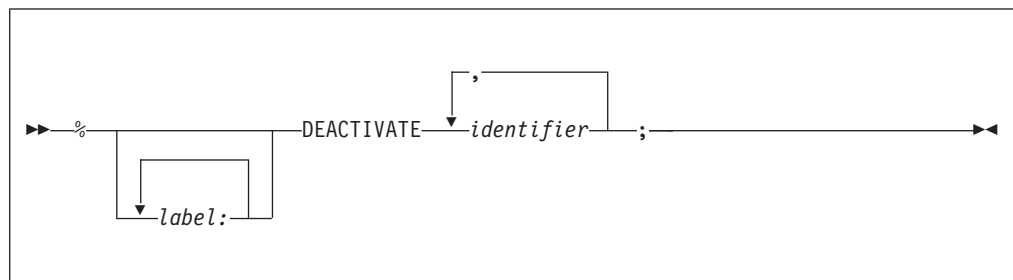 ,
% DEACTIVATE identifier ;
label: